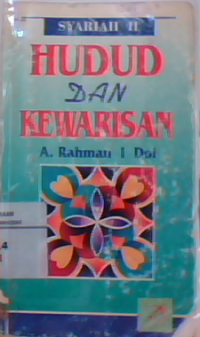 SYARIAH II
HUDUD
DAN
KEWARISAN
A. Rahman I Doi